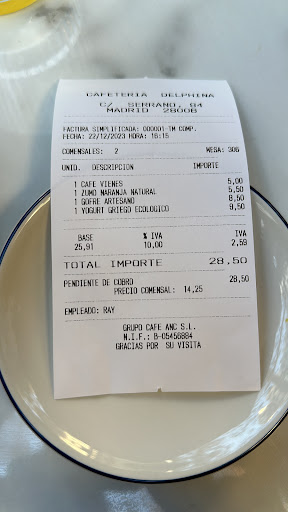 CAFETERIA DELPHINA
C/ SERRANO, 84
MADRID 28006
FACTURA SIMPLIFICADA: 000001-TM COMP.
FECHA: 22/12/2023 HORA: 16:15
COMENSALES: 2 MESA: 306
UNID. DESCRIPCION IMPORTE
1 CAFE VIENES 5,00
1 ZUMO NARANJA NATURAL 5,50
1 GOFRE ARTESANO 8,50
1 YOGURT GRIEGO ECOLOGICO 9,50
BASE % IVA IVA
25,91 10,00 2,59
TOTAL IMPORTE 28,50
PENDIENTE DE COBRO 28,50
PRECIO COMENSAL: 14,25
EMPLEADO: RAY
GRUPO CAFE ANC S.L.
N.I.F.: B-05456884
GRACIAS POR SU VISITA